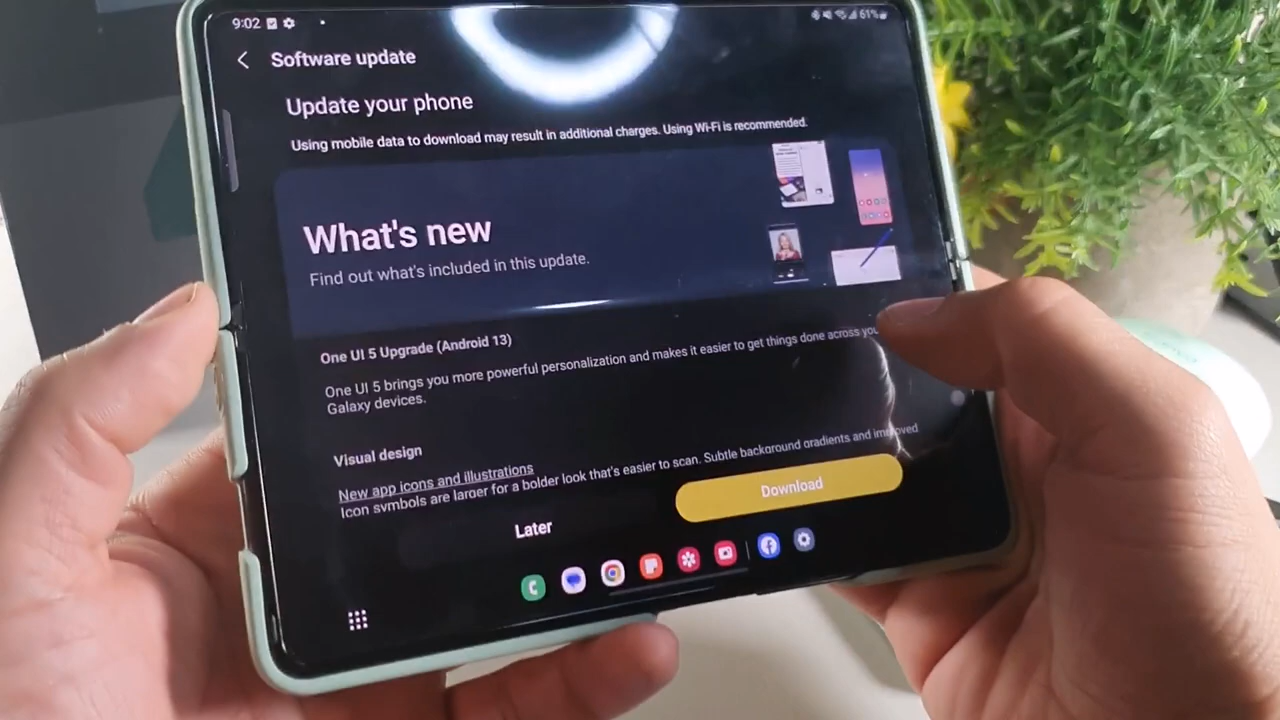 9:02
61%
Software update
Update your phone
Using mobile data to download may result in additional charges. Using Wi-Fi is recommended.
What's new
Find out what's included in this update.
One UI 5 Upgrade (Android 13)
One UI 5 brings you more powerful personalization and makes it easier to get things done across you
Galaxy devices.
Visual design
New app icons and illustrations
Icon symbols are larger for a bolder look that's easier to scan. Subtle background gradients and improved
Later
Download